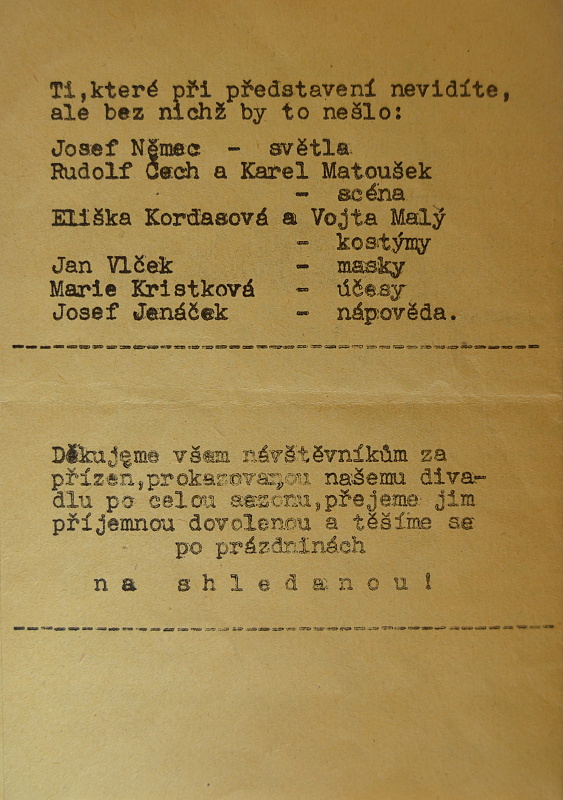 Ti,které při představení nevidíte,
ale bez nichž by to nešlo:
Josef Němec - světla
Rudolf Čech a Karel Matoušek
- scéna
Eliška Kordasová a Vojta Malý
- kostýmy
Jan Vlček - masky
Marie Kristková - účesy
Josef Jenáček - nápověda.
Děkujeme všem návštěvníkům za
přízeň,prokazovanou našemu diva-
dlu po celou sezonu,přejeme jim
příjemnou dovolenou a těšíme se
po prázdninách
na shledanou!